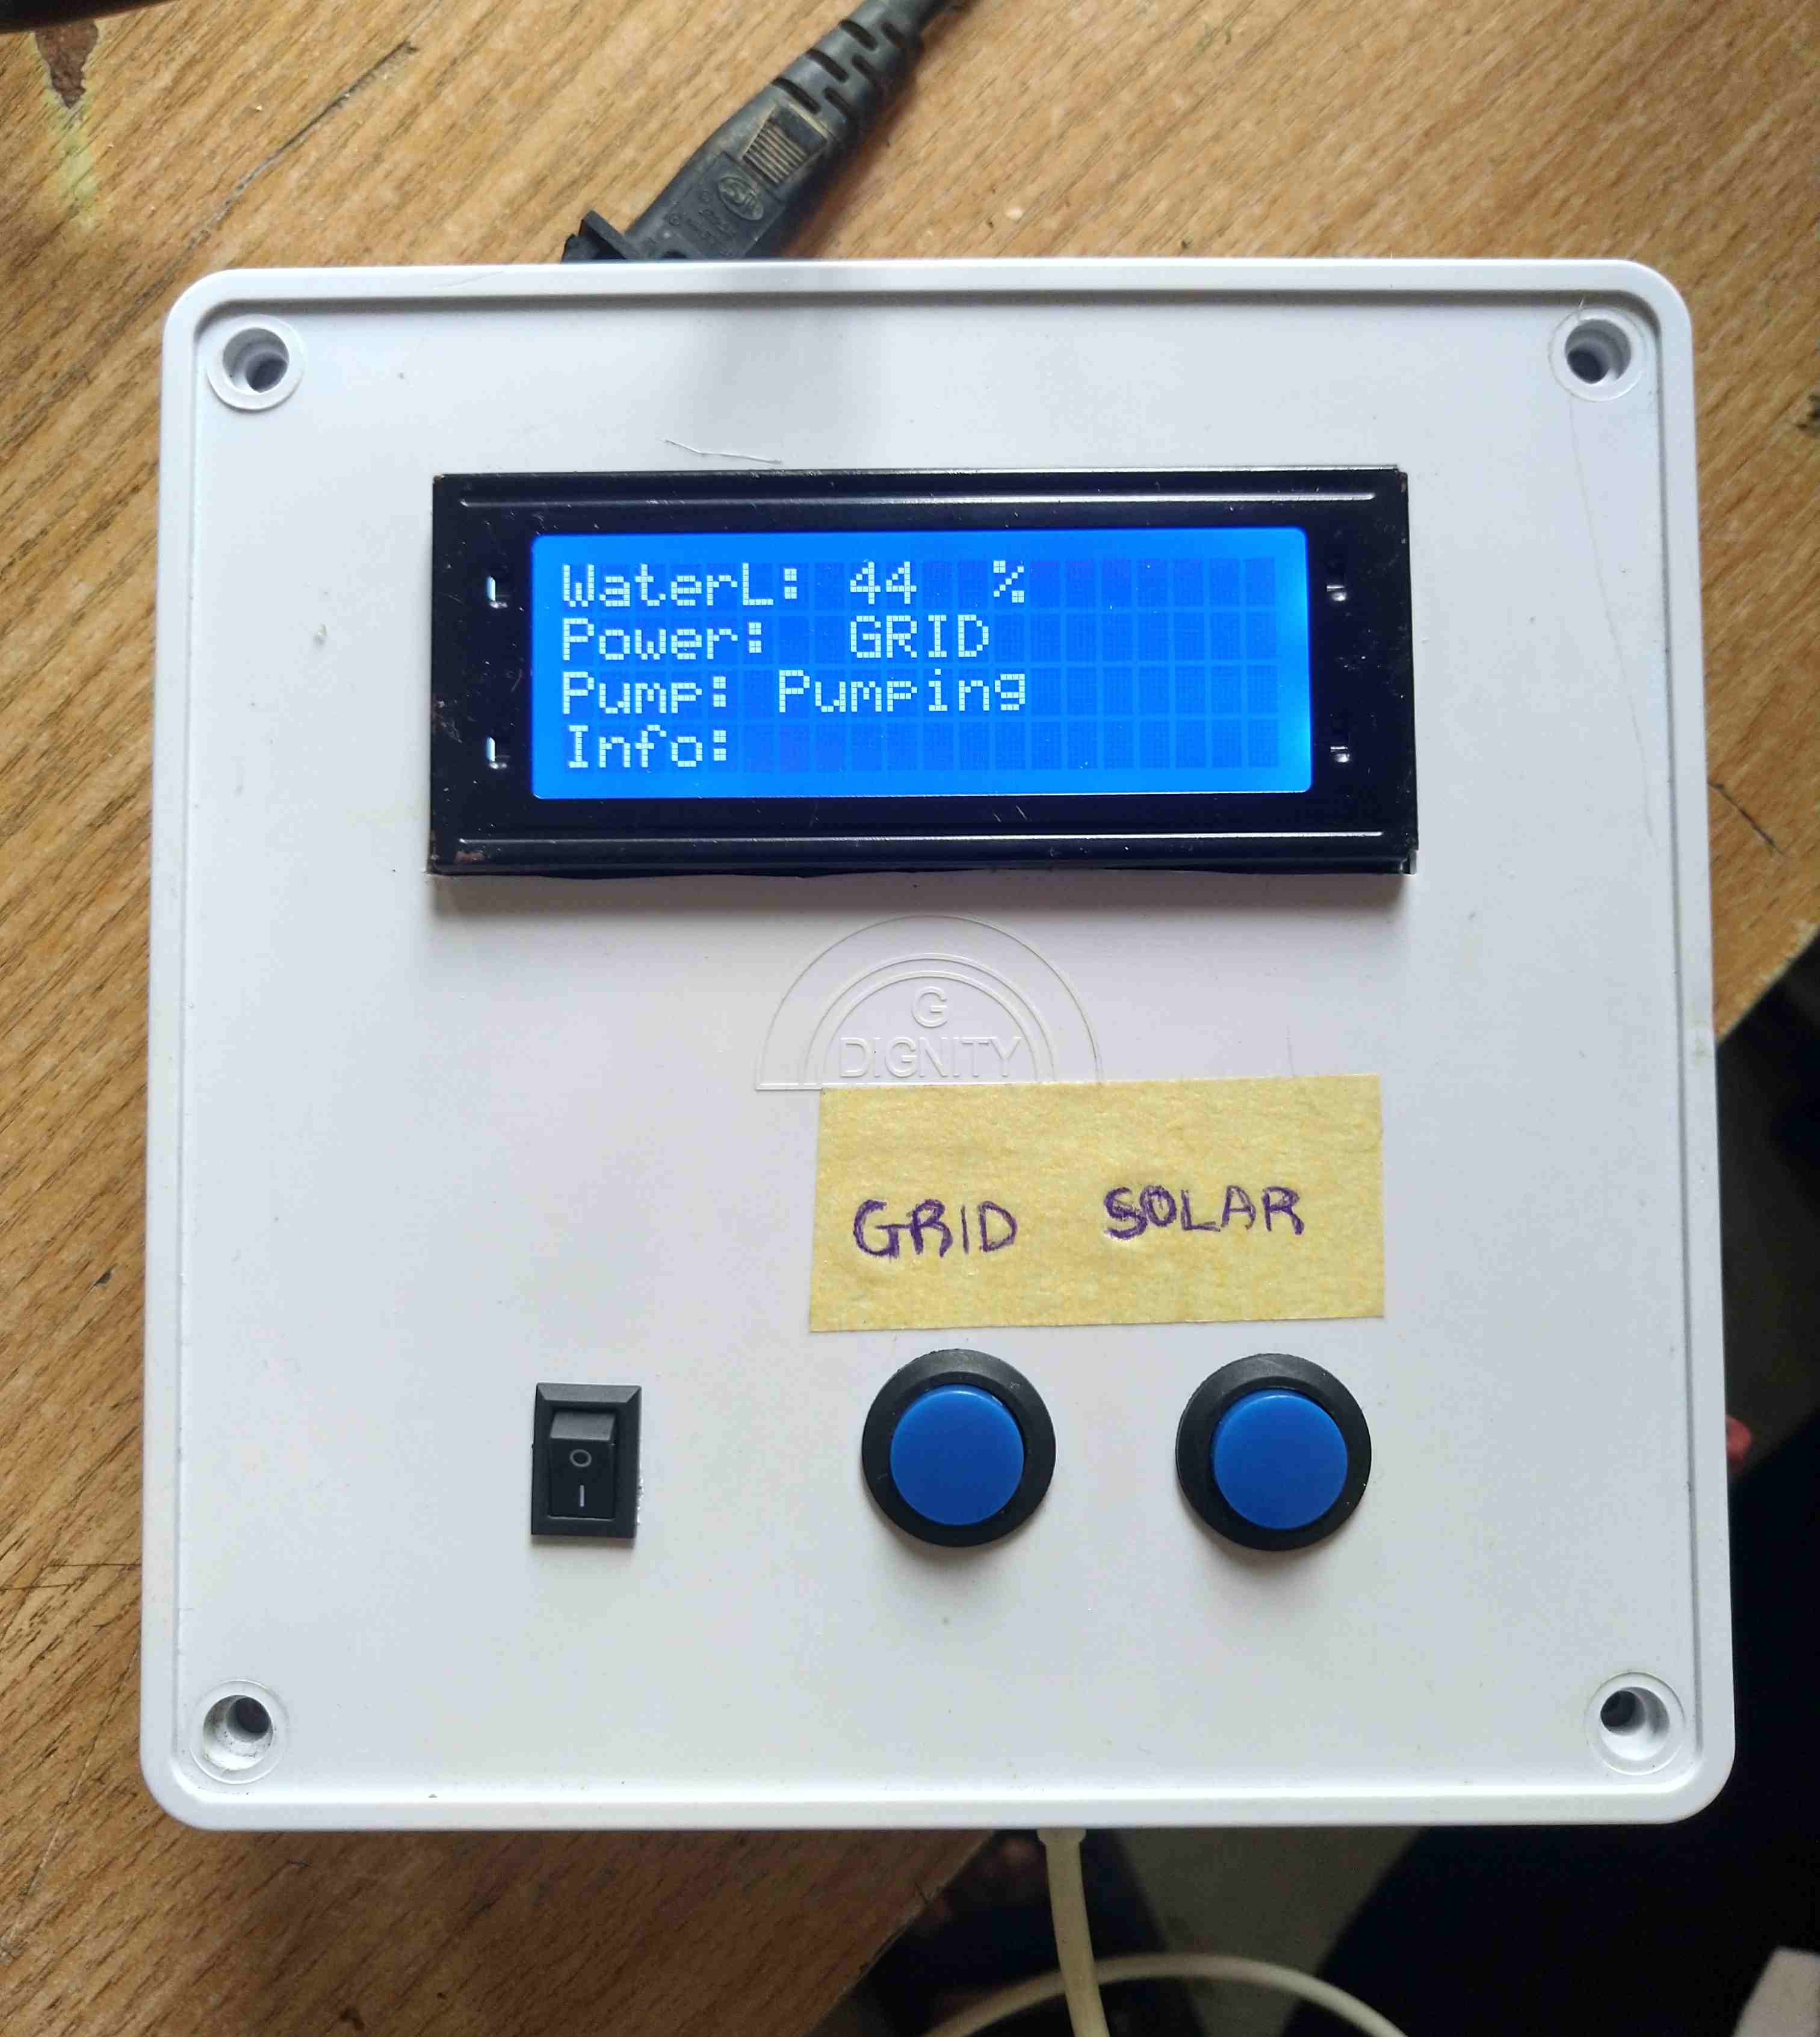 WaterL: 44 %
Power: GRID
Pump: Pumping
Info:
G
DIGNITY
GRID SOLAR
O
I